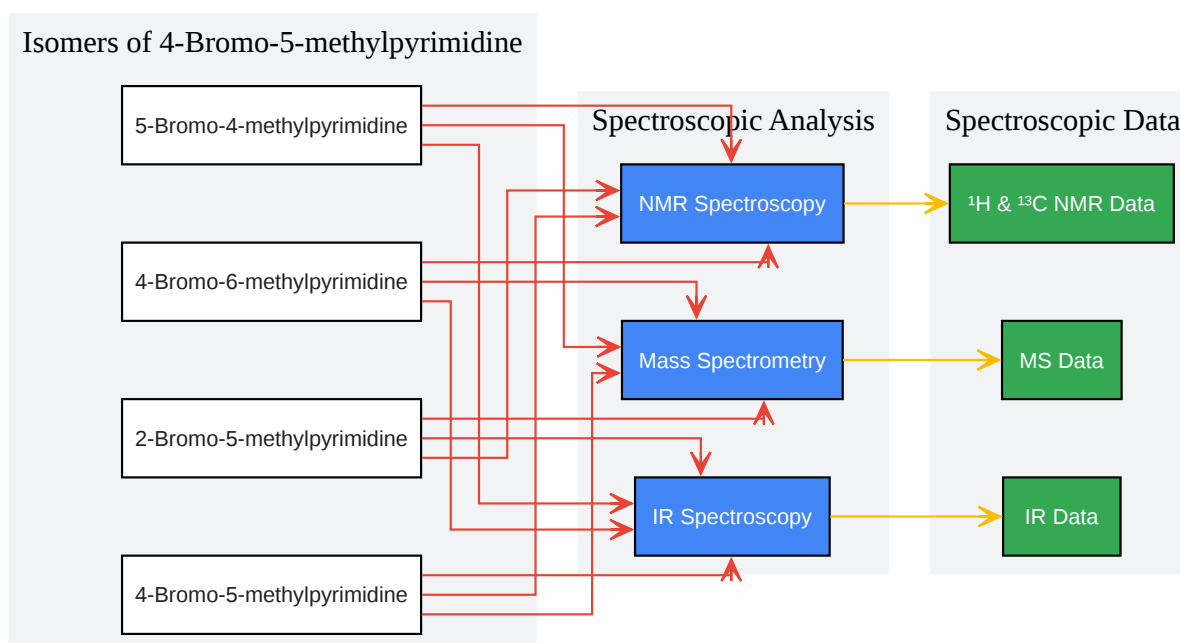 Isomers of 4-Bromo-5-methylpyrimidine
5-Bromo-4-methylpyrimidine
4-Bromo-6-methylpyrimidine
2-Bromo-5-methylpyrimidine
4-Bromo-5-methylpyrimidine
Spectroscopic Analysis
NMR Spectroscopy
Mass Spectrometry
IR Spectroscopy
Spectroscopic Data
¹H & ¹³C NMR Data
MS Data
IR Data